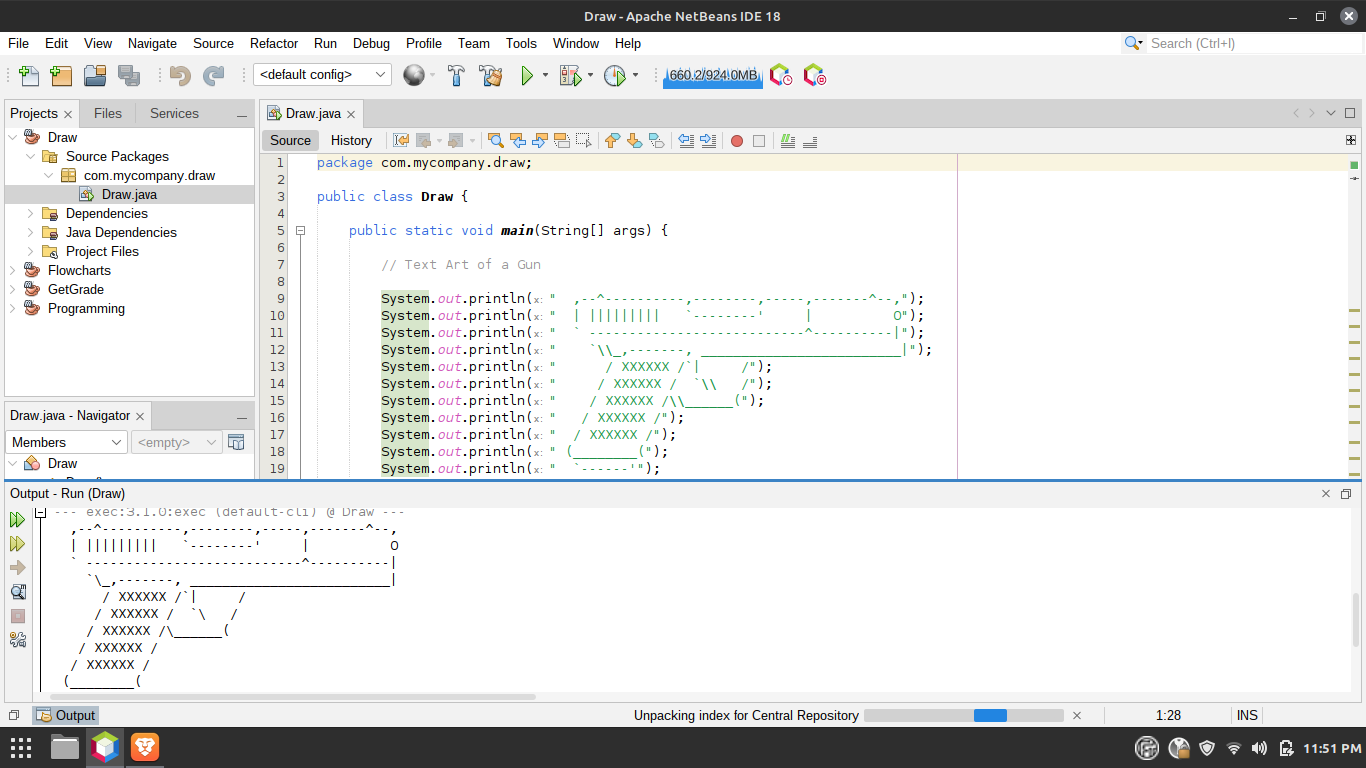 Draw - Apache NetBeans IDE 18
File Edit View Navigate Source Refactor Run Debug Profile Team Tools Window Help
Search (Ctrl+I)
<default config>
660.2/924.0MB
Projects Files Services
Draw
Source Packages
com.mycompany.draw
Draw.java
Dependencies
Java Dependencies
Project Files
Flowcharts
GetGrade
Programming
Draw.java - Navigator
Members <empty>
Draw
Draw.java
Source History
1 package com.mycompany.draw;
2
3 public class Draw {
4
5     public static void main(String[] args) {
6
7         // Text Art of a Gun
8
9         System.out.println(x: "  ,--^----------,--------,-----,-------^--,");
10         System.out.println(x: "  | |||||||||   `--------'     |          O");
11         System.out.println(x: "  ` ---------------------------^----------|");
12         System.out.println(x: "    `\\_,-------, _________________________|");
13         System.out.println(x: "      / XXXXXX /`|     /");
14         System.out.println(x: "     / XXXXXX /  `\\   /");
15         System.out.println(x: "    / XXXXXX /\\______(");
16         System.out.println(x: "   / XXXXXX /");
17         System.out.println(x: "  / XXXXXX /");
18         System.out.println(x: " (________(");
19         System.out.println(x: "  `------'");
Output - Run (Draw)
--- exec:3.1.0:exec (default-cli) @ Draw ---
  ,--^----------,--------,-----,-------^--,
  | |||||||||   `--------'     |          O
  ` ---------------------------^----------|
    `\_,-------, _________________________|
      / XXXXXX /`|     /
     / XXXXXX /  `\   /
    / XXXXXX /\______(
   / XXXXXX /
  / XXXXXX /
 (________(
Output
Unpacking index for Central Repository
1:28
INS
11:51 PM